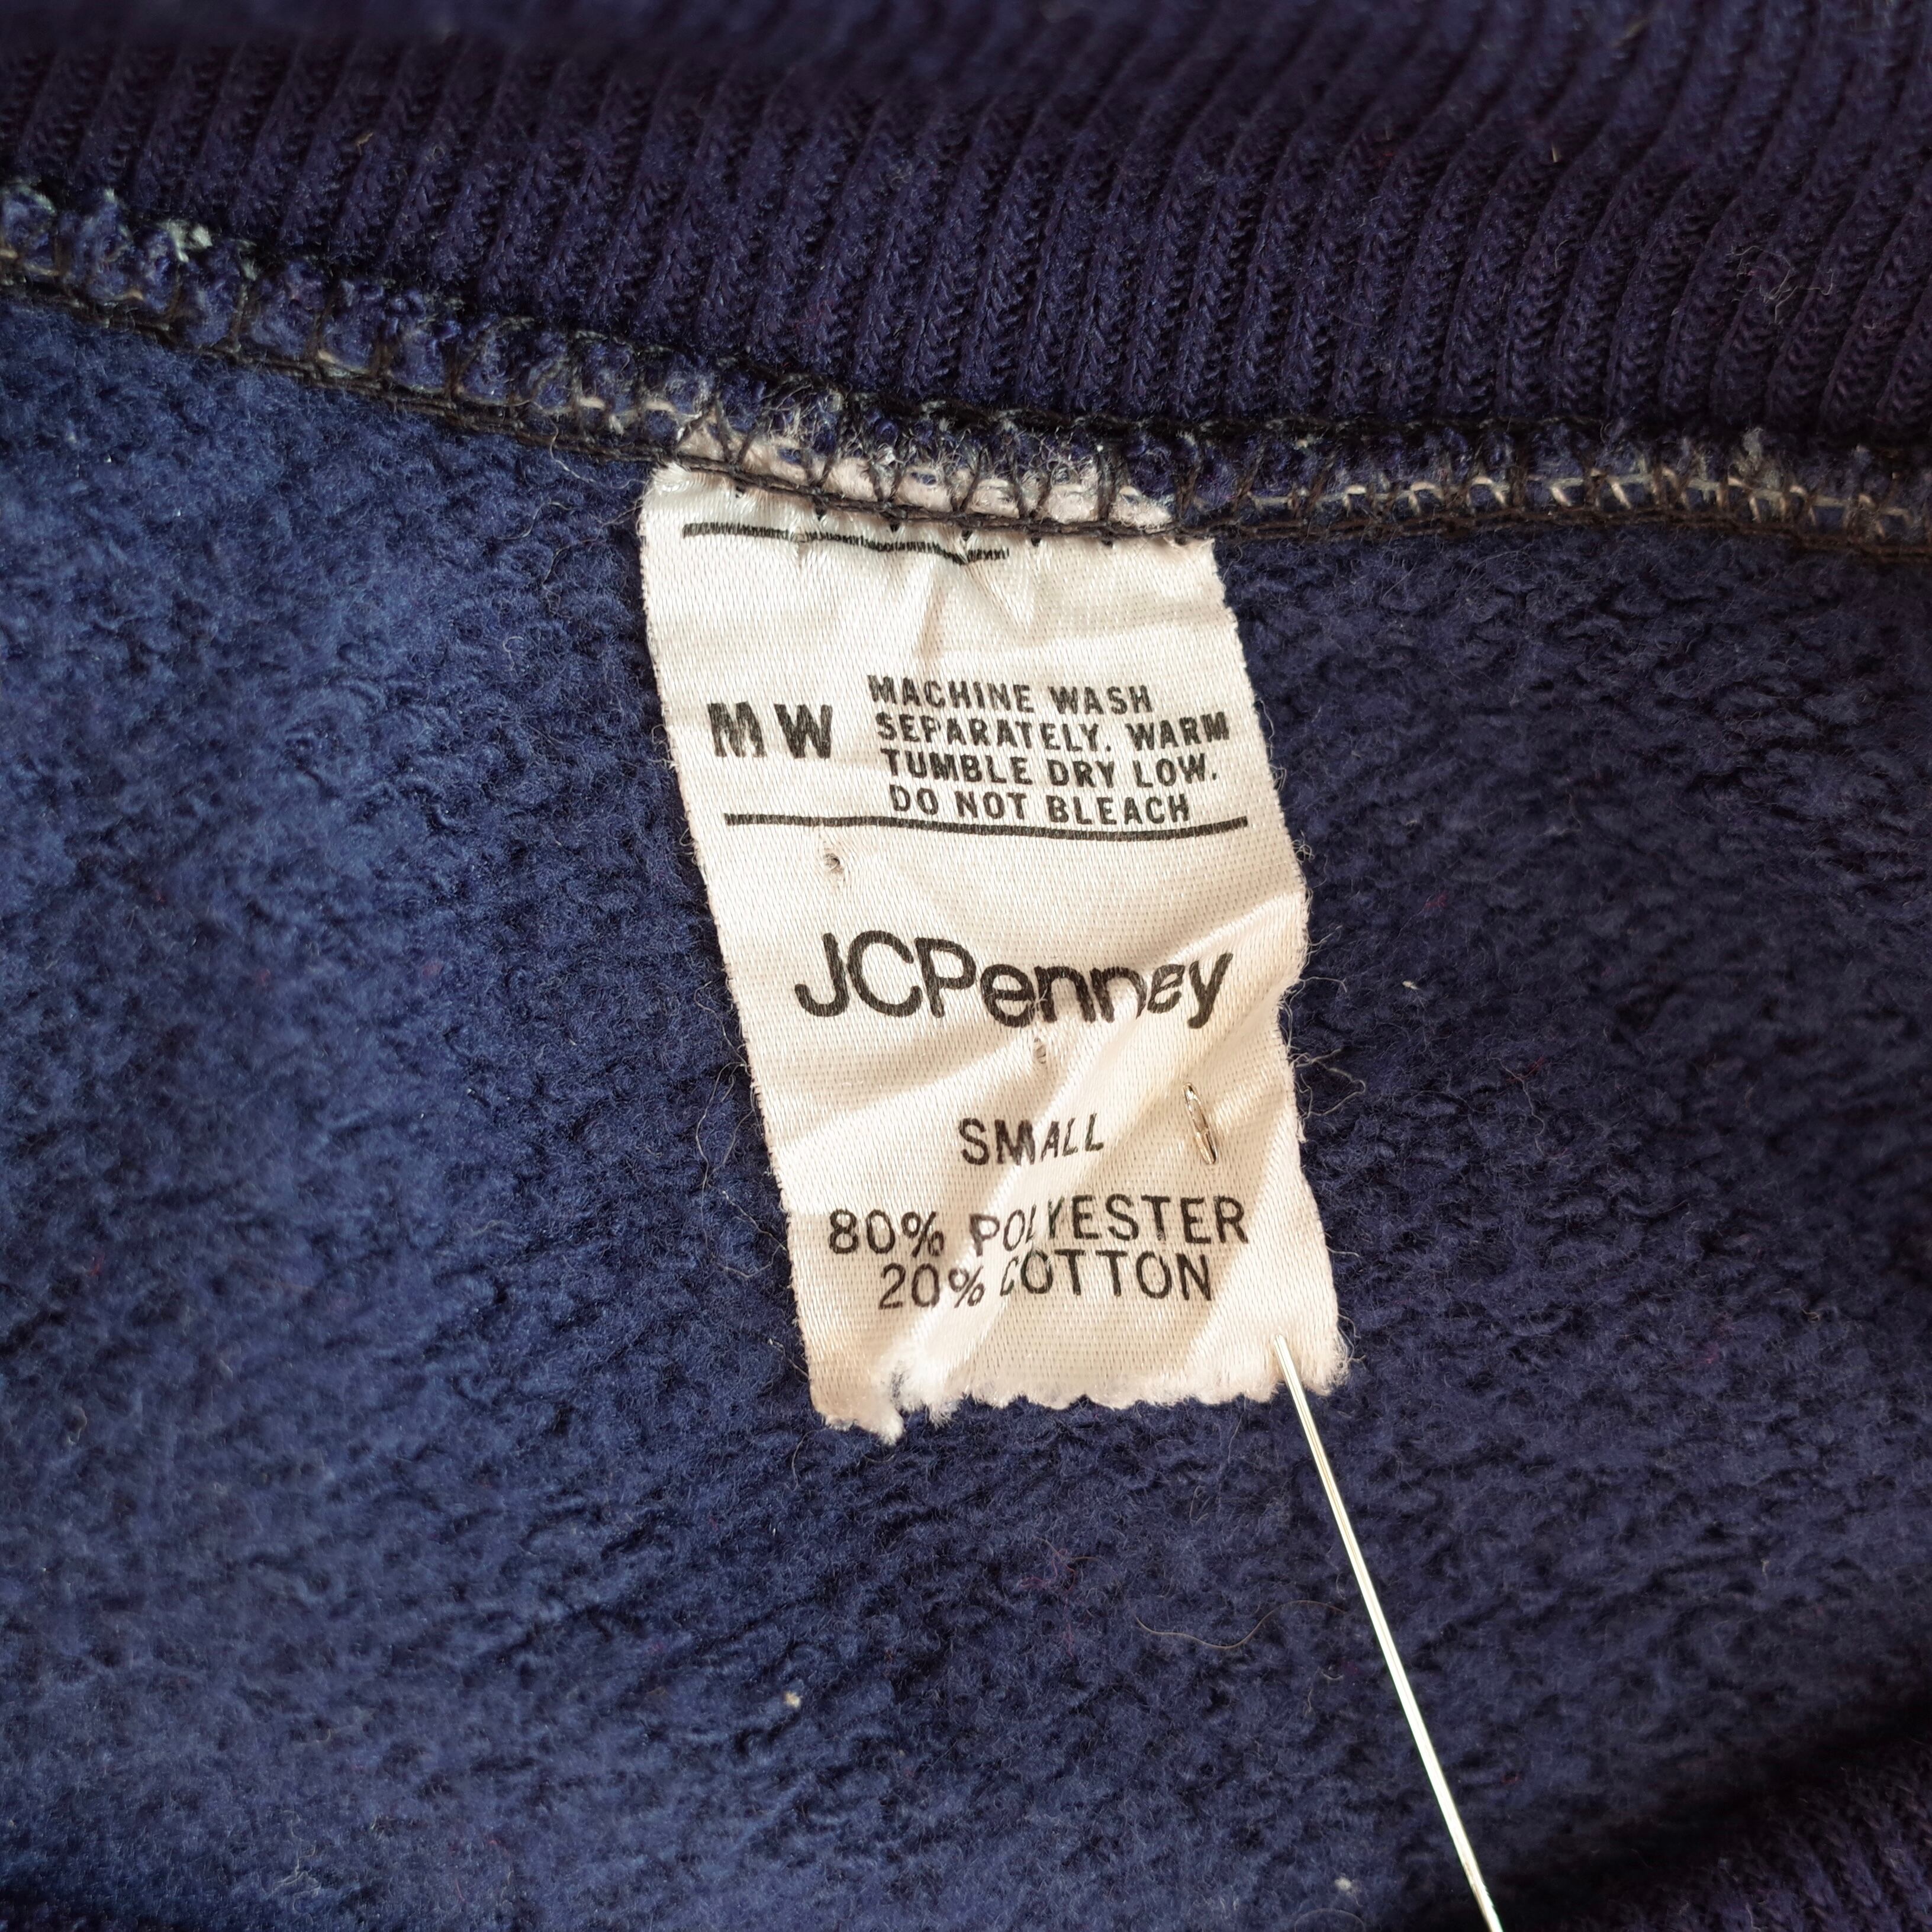 MW
MACHINE WASH
SEPARATELY. WARM
TUMBLE DRY LOW.
DO NOT BLEACH
JCPenney
SMALL
80% POLYESTER
20% COTTON